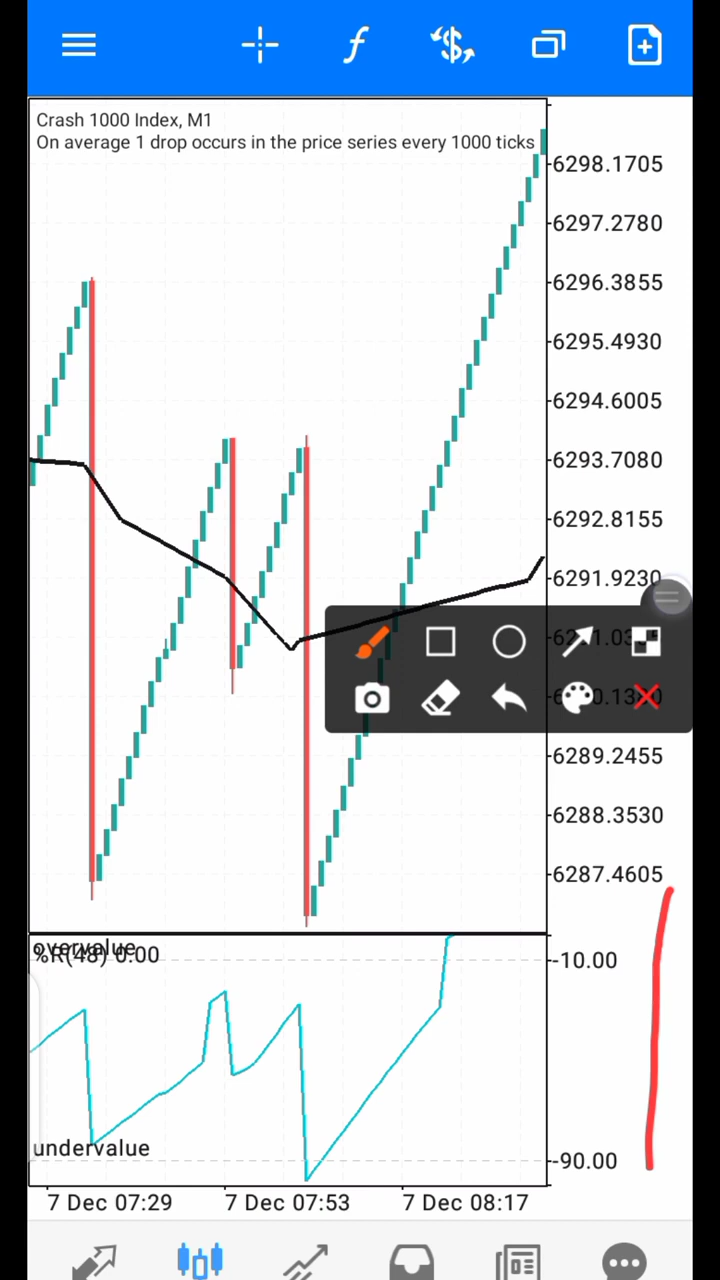 Crash 1000 Index, M1
On average 1 drop occurs in the price series every 1000 ticks
6298.1705
6297.2780
6296.3855
6295.4930
6294.6005
6293.7080
6292.8155
6291.9230
6289.2455
6288.3530
6287.4605
overvalue
%R(48) 0.00
-10.00
undervalue
-90.00
7 Dec 07:29
7 Dec 07:53
7 Dec 08:17